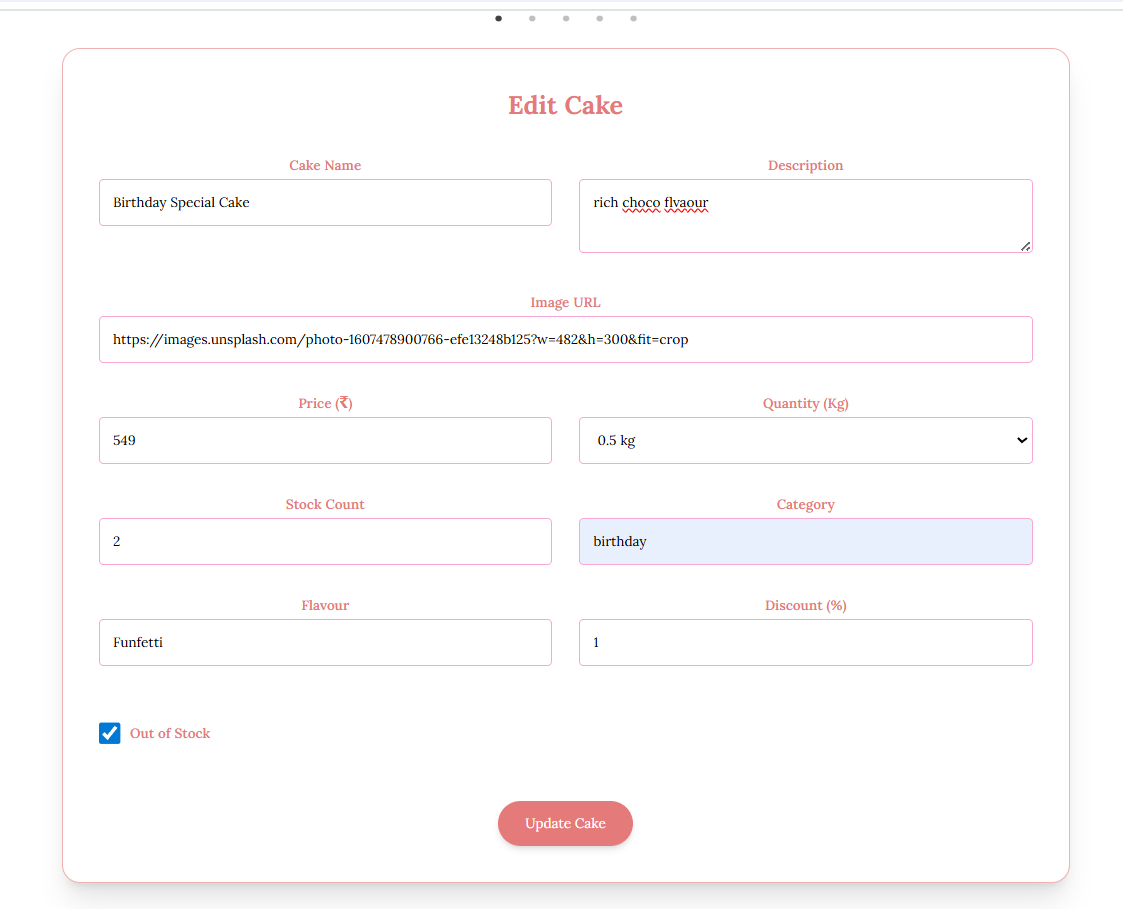 Edit Cake
Cake Name
Description
Birthday Special Cake
rich choco flvaour
Image URL
https://images.unsplash.com/photo-1607478900766-efe13248b125?w=482&h=300&fit=crop
Price (₹)
Quantity (Kg)
549
0.5 kg
Stock Count
Category
2
birthday
Flavour
Discount (%)
Funfetti
1
Out of Stock
Update Cake